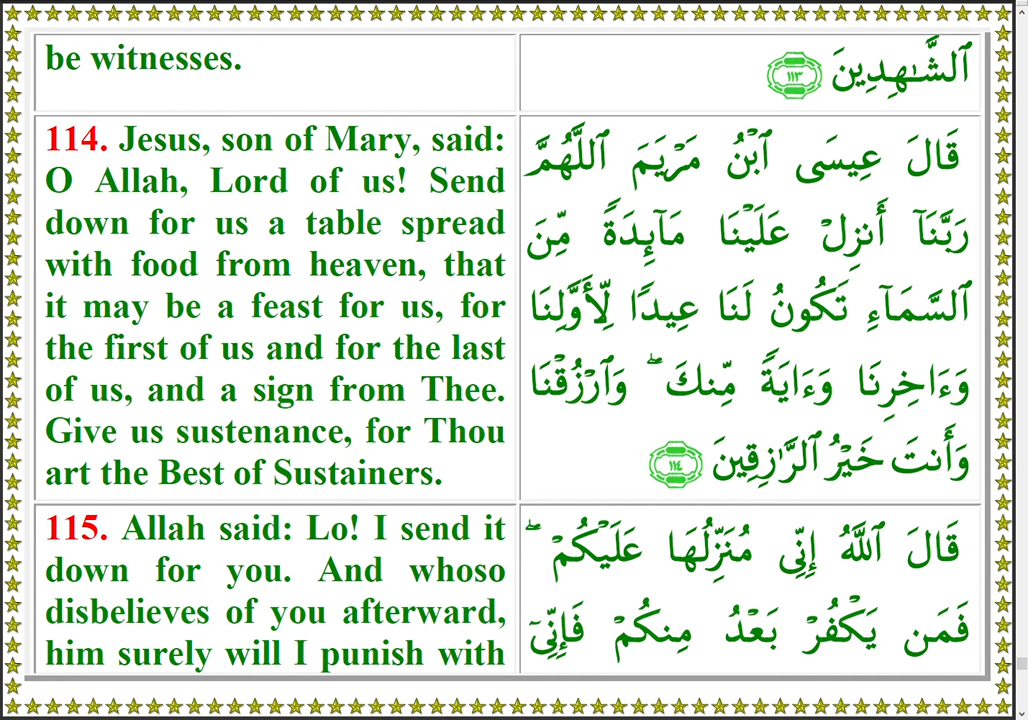 be witnesses.
ٱلشَّـٰهِدِينَ ١١٣
114. Jesus, son of Mary, said:
O Allah, Lord of us! Send
down for us a table spread
with food from heaven, that
it may be a feast for us, for
the first of us and for the last
of us, and a sign from Thee.
Give us sustenance, for Thou
art the Best of Sustainers.
قَالَ عِيسَى ٱبْنُ مَرْيَمَ ٱللَّهُمَّ
رَبَّنَآ أَنزِلْ عَلَيْنَا مَآئِدَةً مِّنَ
ٱلسَّمَآءِ تَكُونُ لَنَا عِيدًا لِّأَوَّلِنَا
وَءَاخِرِنَا وَءَايَةً مِّنكَ ۖ وَٱرْزُقْنَا
وَأَنتَ خَيْرُ ٱلرَّٰزِقِينَ ١١٤
115. Allah said: Lo! I send it
down for you. And whoso
disbelieves of you afterward,
him surely will I punish with
قَالَ ٱللَّهُ إِنِّى مُنَزِّلُهَا عَلَيْكُمْ ۖ
فَمَن يَكْفُرْ بَعْدُ مِنكُمْ فَإِنِّىٓ